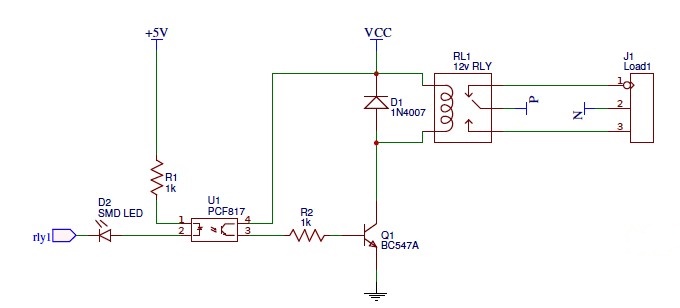 +5V
VCC
RL1
12v RLY
J1
Load1
1
P
D1
1N4007
N
2
3
R1
1k
D2
SMD LED
U1
PCF817
R2
1k
1
4
rly1
2
3
Q1
BC547A